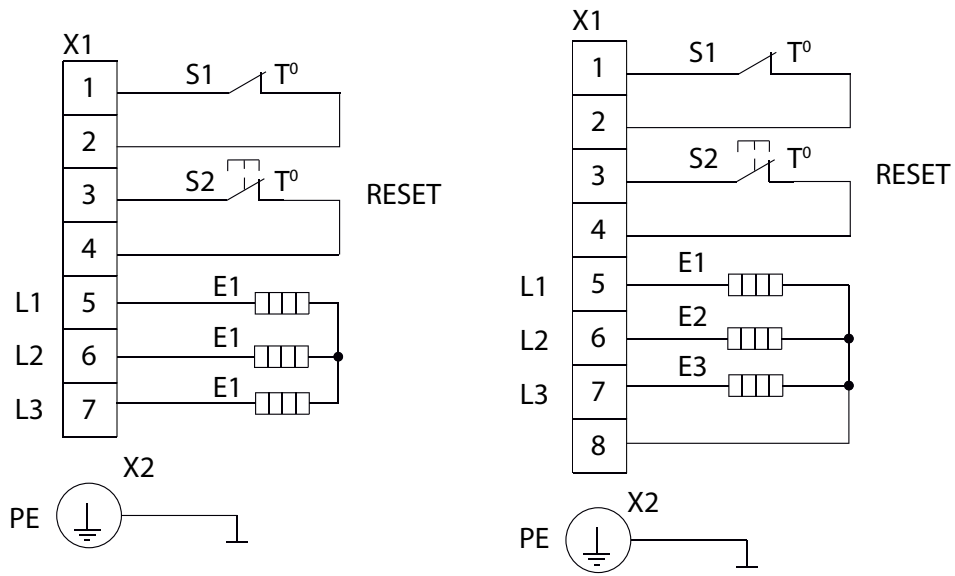 X1
1 S1 T⁰
2
3 S2 T⁰ RESET
4
L1 5 E1
L2 6 E1
L3 7 E1
X2
PE
X1
1 S1 T⁰
2
3 S2 T⁰ RESET
4
L1 5 E1
L2 6 E2
L3 7 E3
8
X2
PE